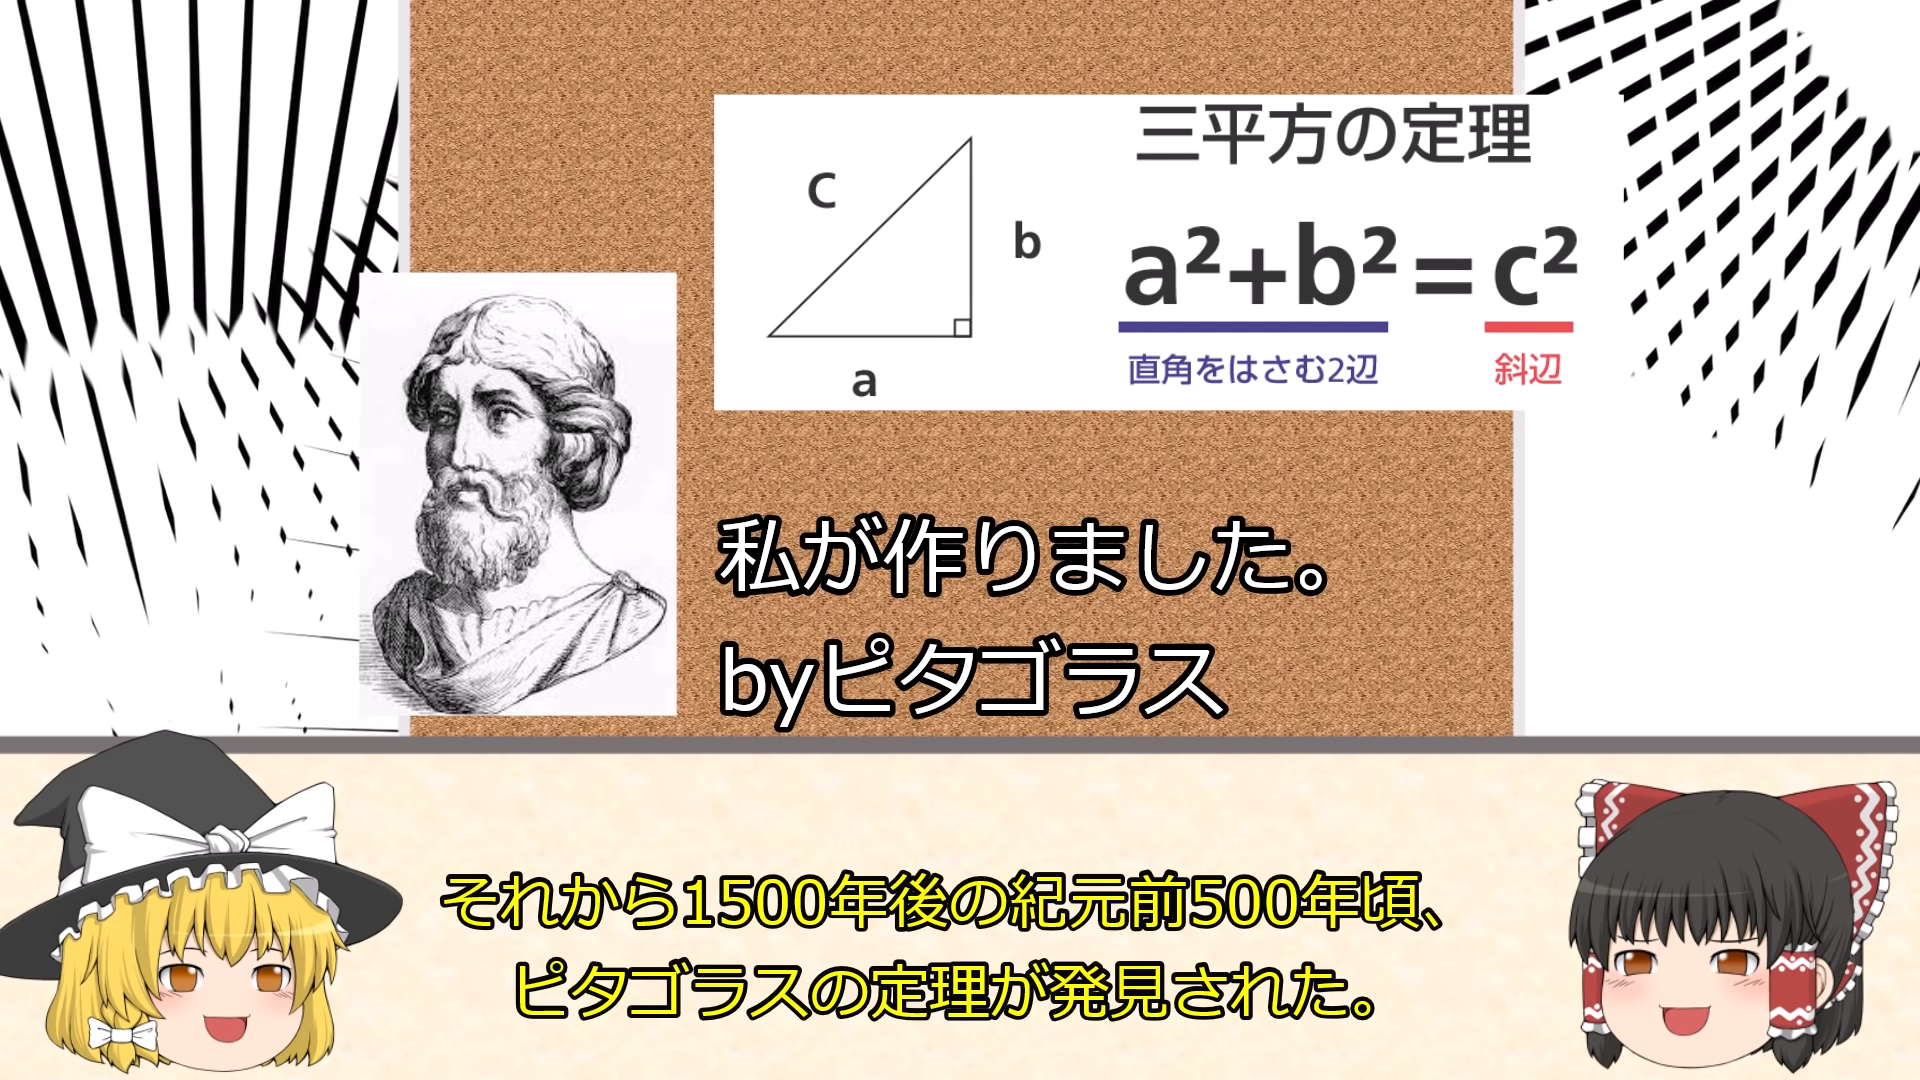 三平方の定理
c
b
a
a²+b²=c²
直角をはさむ2辺
斜辺
私が作りました。
byピタゴラス
それから1500年後の紀元前500年頃、
ピタゴラスの定理が発見された。